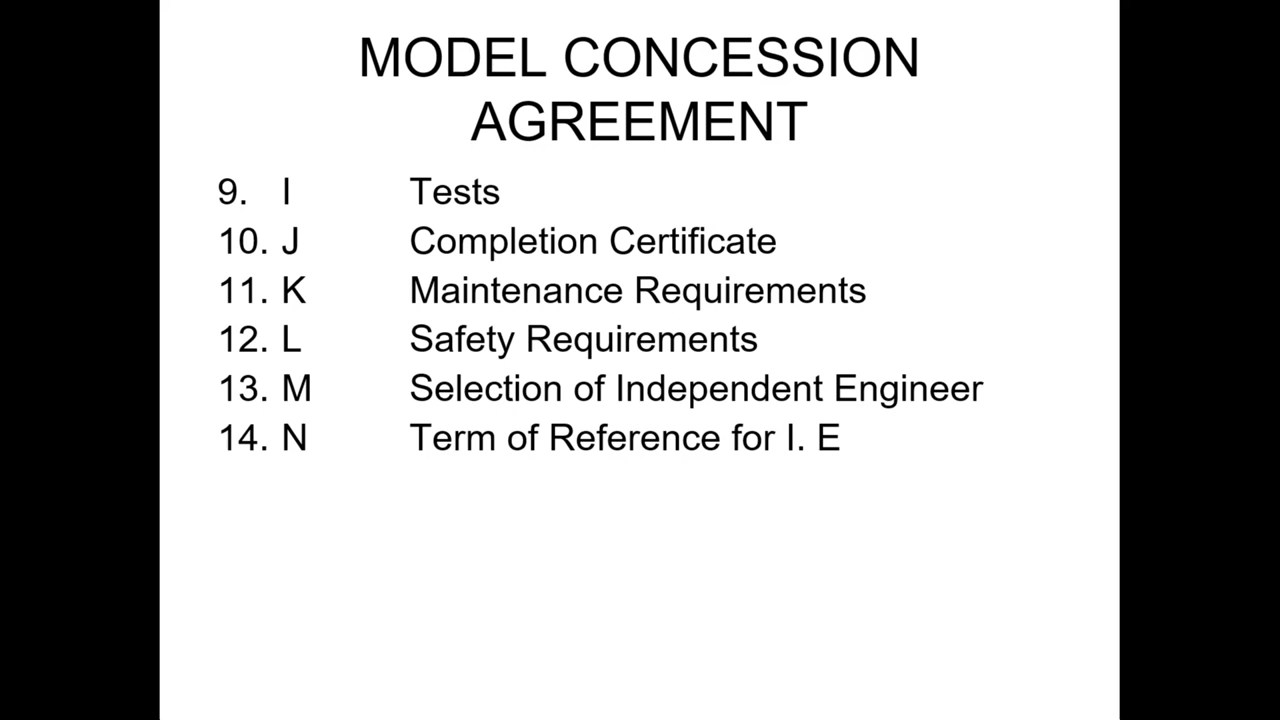 MODEL CONCESSION
AGREEMENT
9. I Tests
10. J Completion Certificate
11. K Maintenance Requirements
12. L Safety Requirements
13. M Selection of Independent Engineer
14. N Term of Reference for I. E